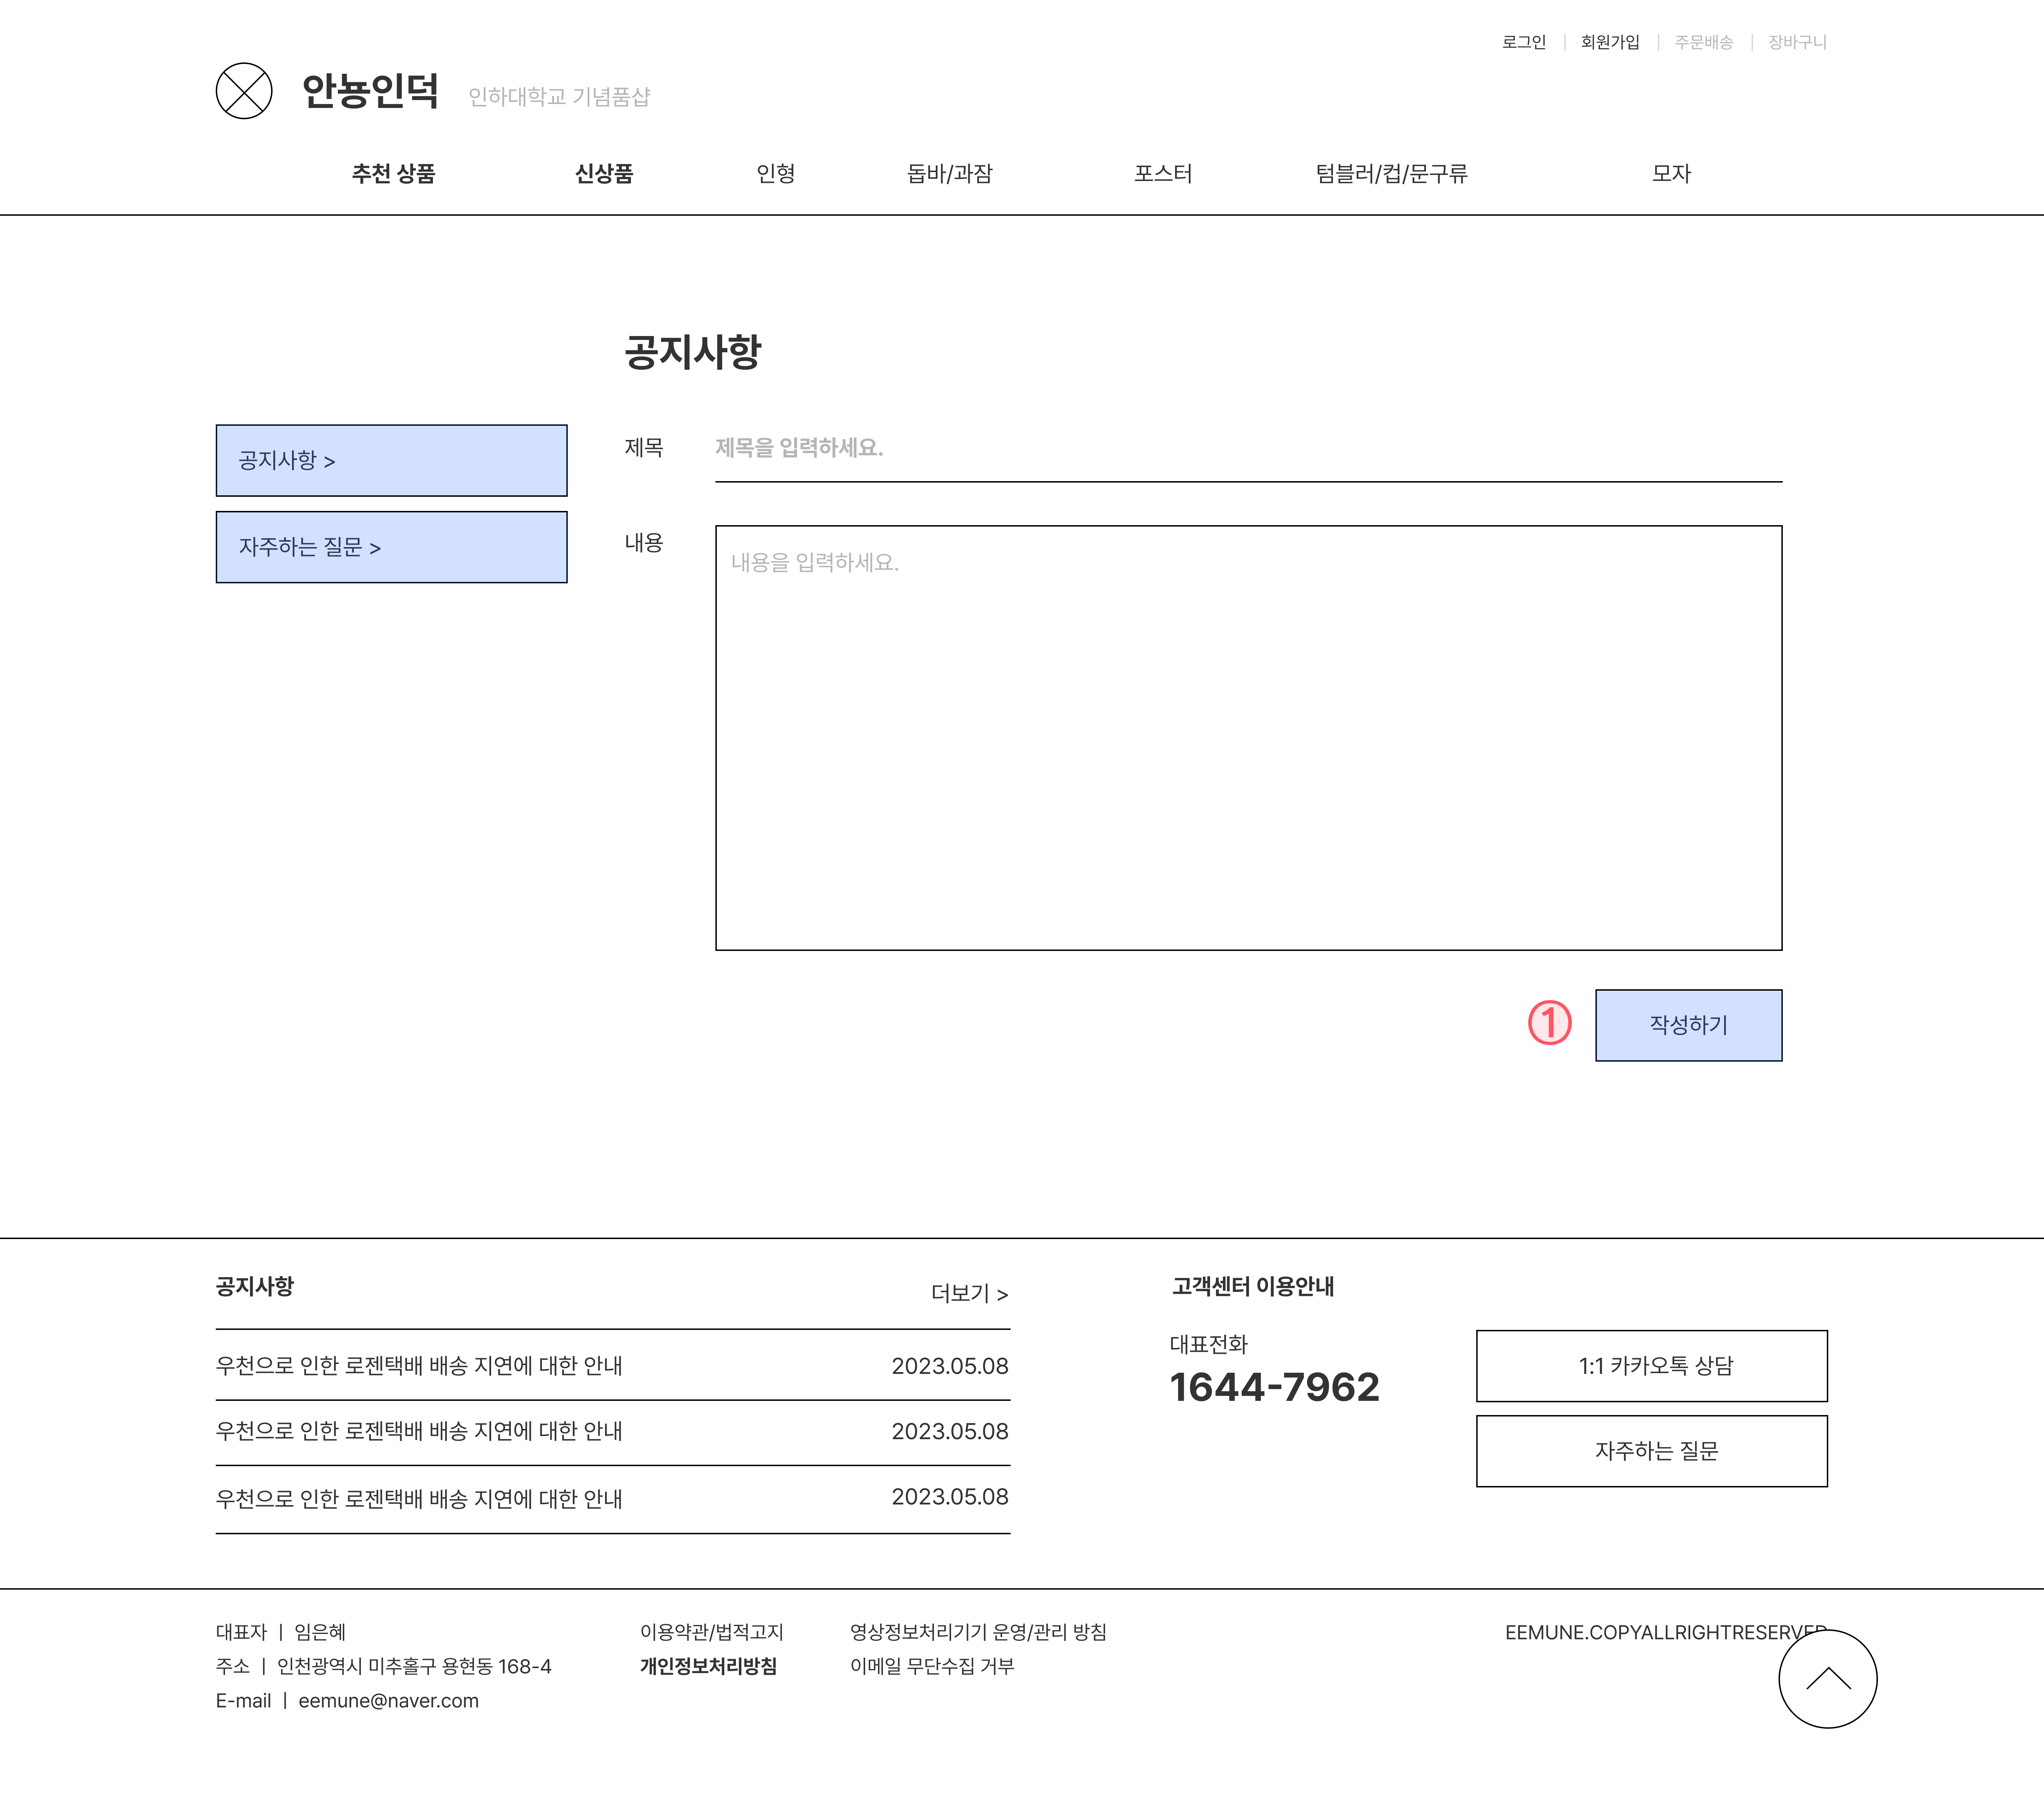 로그인 | 회원가입 | 주문배송 | 장바구니
안뇽인덕 인하대학교 기념품샵
추천 상품 신상품 인형 돕바/과잠 포스터 텀블러/컵/문구류 모자
공지사항
공지사항 >
자주하는 질문 >
제목 제목을 입력하세요.
내용 내용을 입력하세요.
① 작성하기
공지사항 더보기 >
우천으로 인한 로젠택배 배송 지연에 대한 안내 2023.05.08
우천으로 인한 로젠택배 배송 지연에 대한 안내 2023.05.08
우천으로 인한 로젠택배 배송 지연에 대한 안내 2023.05.08
고객센터 이용안내
대표전화
1644-7962
1:1 카카오톡 상담
자주하는 질문
대표자 | 임은혜
주소 | 인천광역시 미추홀구 용현동 168-4
E-mail | eemune@naver.com
이용약관/법적고지
개인정보처리방침
영상정보처리기기 운영/관리 방침
이메일 무단수집 거부
EEMUNE.COPYALLRIGHTRESERVED